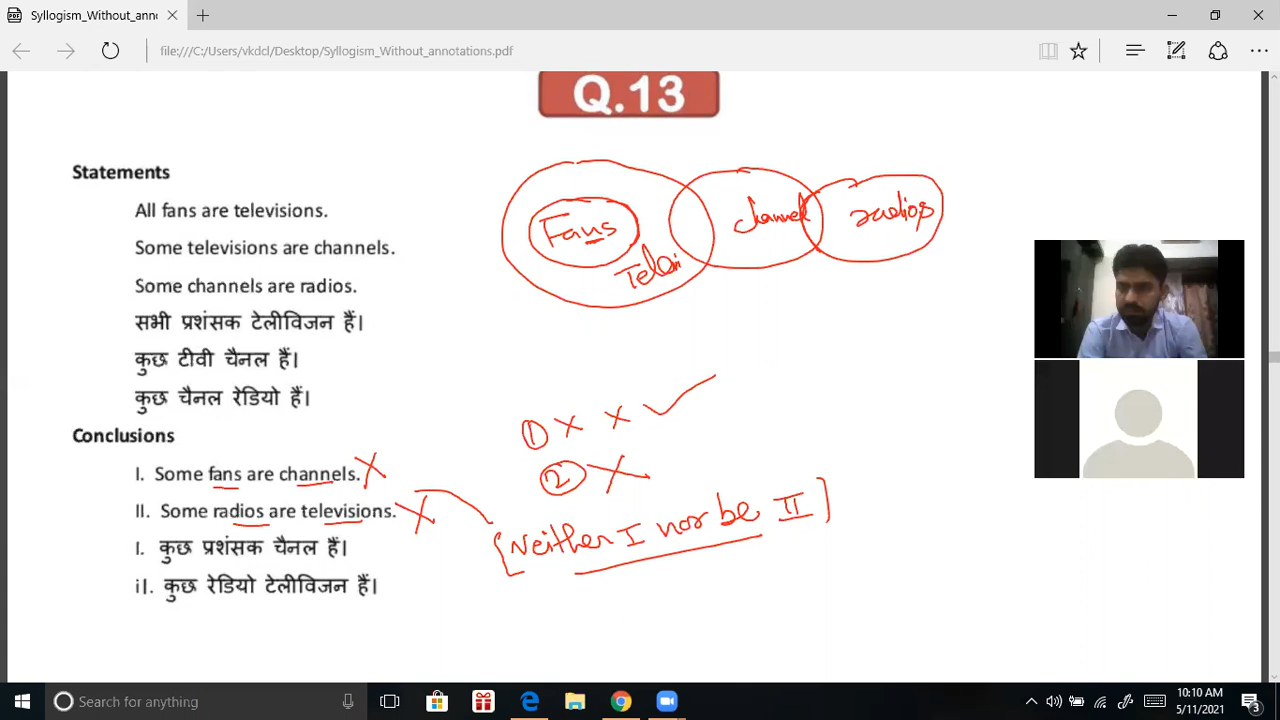 Syllogism_Without_anno
file:///C:/Users/vkdcl/Desktop/Syllogism_Without_annotations.pdf
Q.13
Statements
All fans are televisions.
Some televisions are channels.
Some channels are radios.
सभी प्रशंसक टेलीविजन हैं।
कुछ टीवी चैनल हैं।
कुछ चैनल रेडियो हैं।
Fans
channel
radios
Conclusions
I. Some fans are channels. X
II. Some radios are televisions. X
I. कुछ प्रशंसक चैनल हैं।
iI. कुछ रेडियो टेलीविजन हैं।
① X X ✓
② X
[Neither I nor be II]
Search for anything
10:10 AM
5/11/2021
3